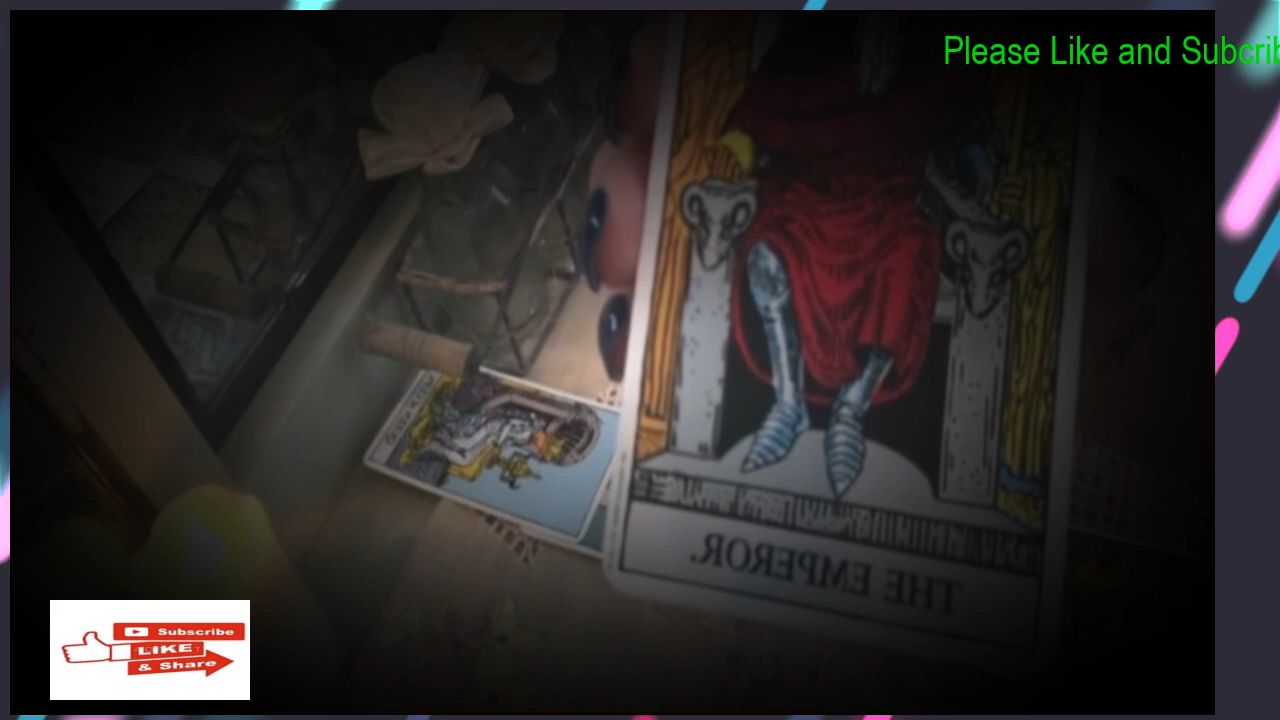 Please Like and Subcrib
THE EMPEROR.
Subscribe
LIKE
& Share